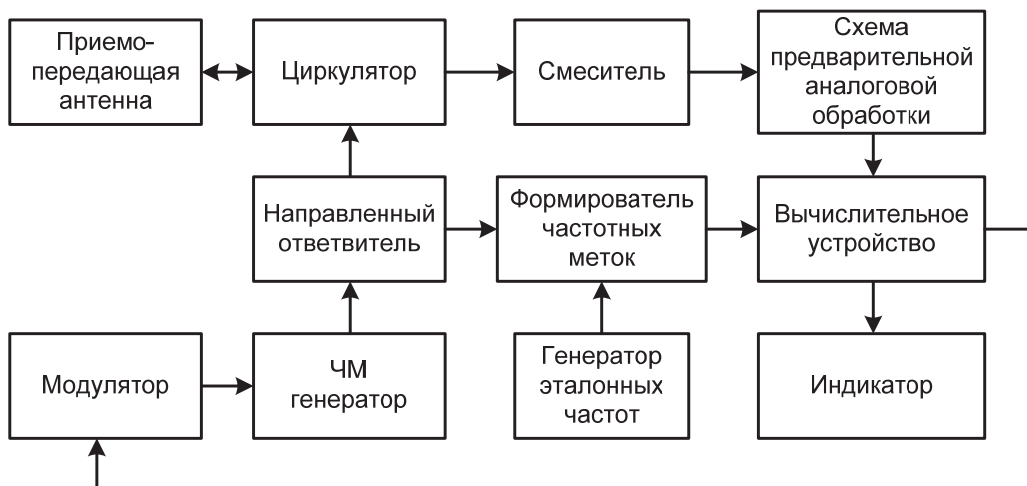 Приемо-
передающая
антенна
Циркулятор
Смеситель
Схема
предварительной
аналоговой
обработки
Направленный
ответвитель
Формирователь
частотных
меток
Вычислительное
устройство
Модулятор
ЧМ
генератор
Генератор
эталонных
частот
Индикатор